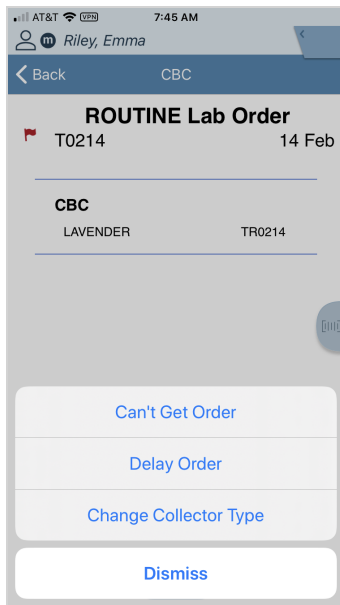 AT&T VPN 7:45 AM
m Riley, Emma
Back CBC
ROUTINE Lab Order
T0214 14 Feb
CBC
LAVENDER TR0214
Can't Get Order
Delay Order
Change Collector Type
Dismiss